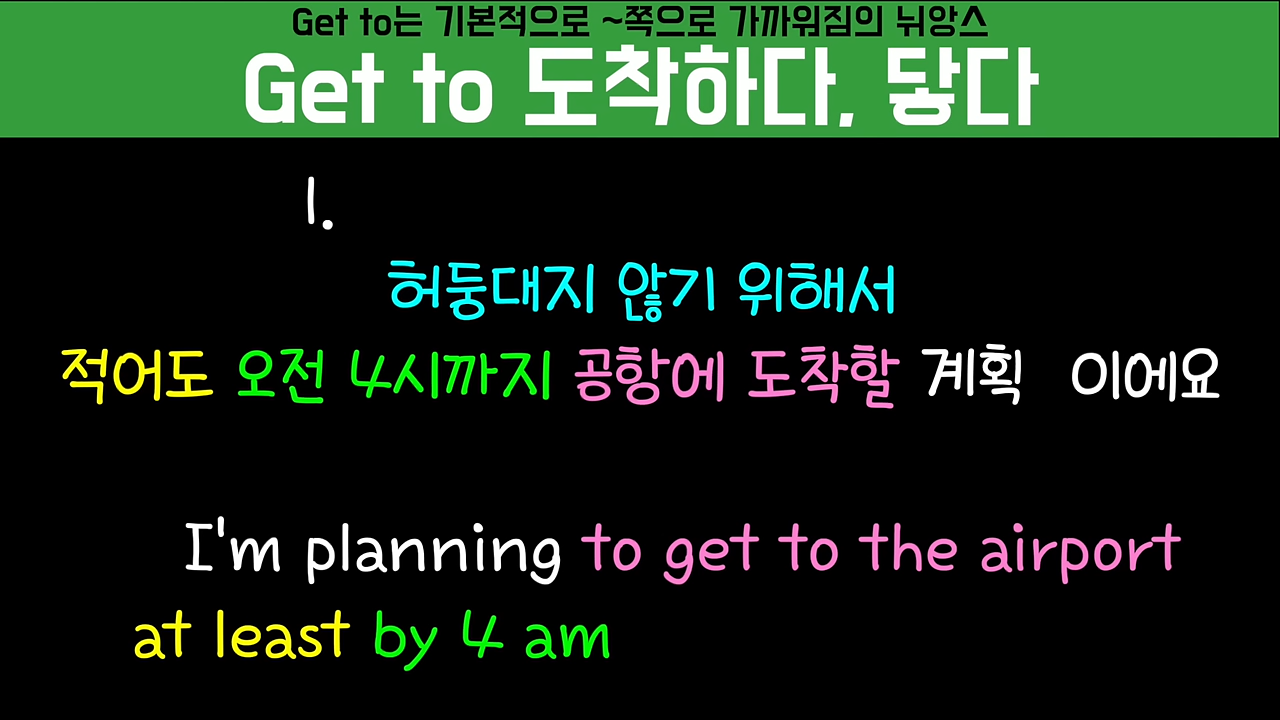 Get to는 기본적으로 ~쪽으로 가까워짐의 뉘앙스
Get to 도착하다, 닿다
1.
허둥대지 않기 위해서
적어도 오전 4시까지 공항에 도착할 계획 이에요
I'm planning to get to the airport
at least by 4 am